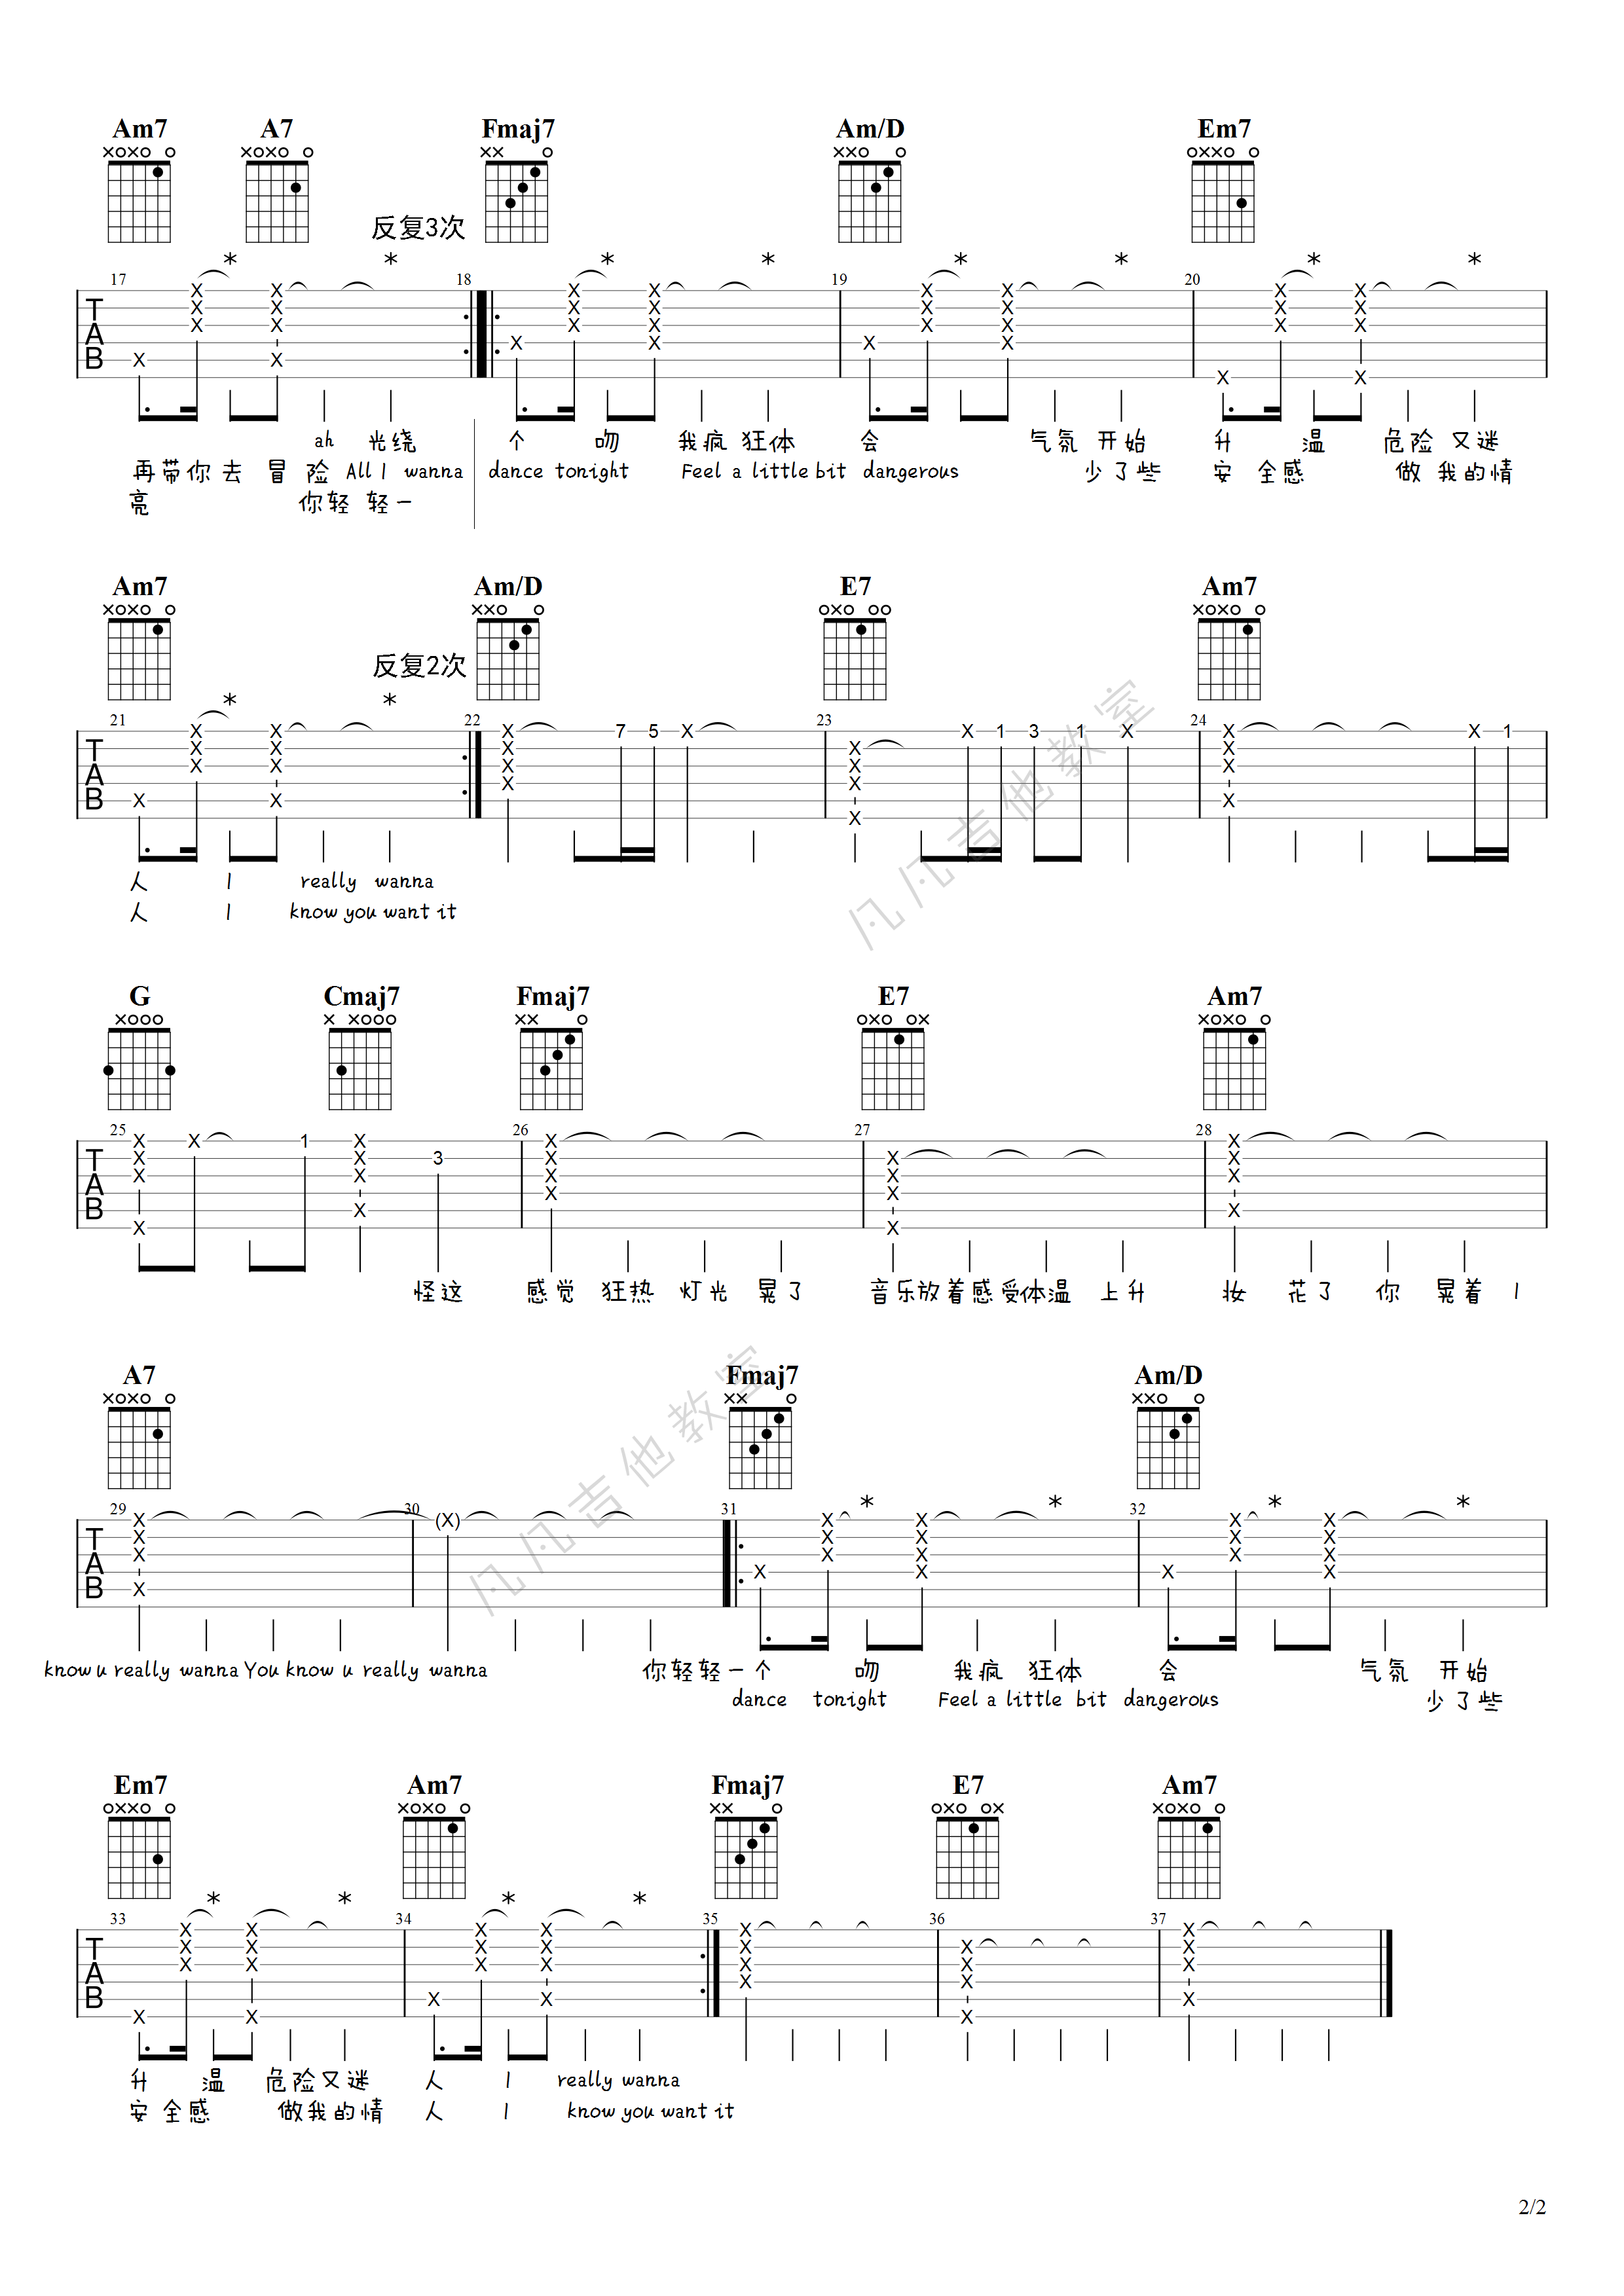 Am7 A7 Fmaj7 Am/D Em7
反复3次
17 18 19 20
ah 光绕 个 吻 我疯狂体 会 气氛开始 升 温 危险又迷
再带你去冒险 All I wanna dance tonight Feel a little bit dangerous 少了些 安 全感 做我的情
亮 你轻轻一
Am7 Am/D E7 Am7
反复2次
21 22 7 5 23 1 3 1 24 1
人 I really wanna
人 I know you want it
凡凡吉他教室
G Cmaj7 Fmaj7 E7 Am7
25 1 3 26 27 28
怪这 感觉 狂热 灯光 晃了 音乐放着感受体温 上升 妆 花了 你 晃着 I
A7 Fmaj7 Am/D
29 30 (X) 31 32
know u really wanna You know u really wanna 你轻轻一个 吻 我疯狂体 会 气氛开始
dance tonight Feel a little bit dangerous 少了些
凡凡吉他教室
Em7 Am7 Fmaj7 E7 Am7
33 34 35 36 37
升 温 危险又迷 人 I really wanna
安全感 做我的情 人 I know you want it
2/2